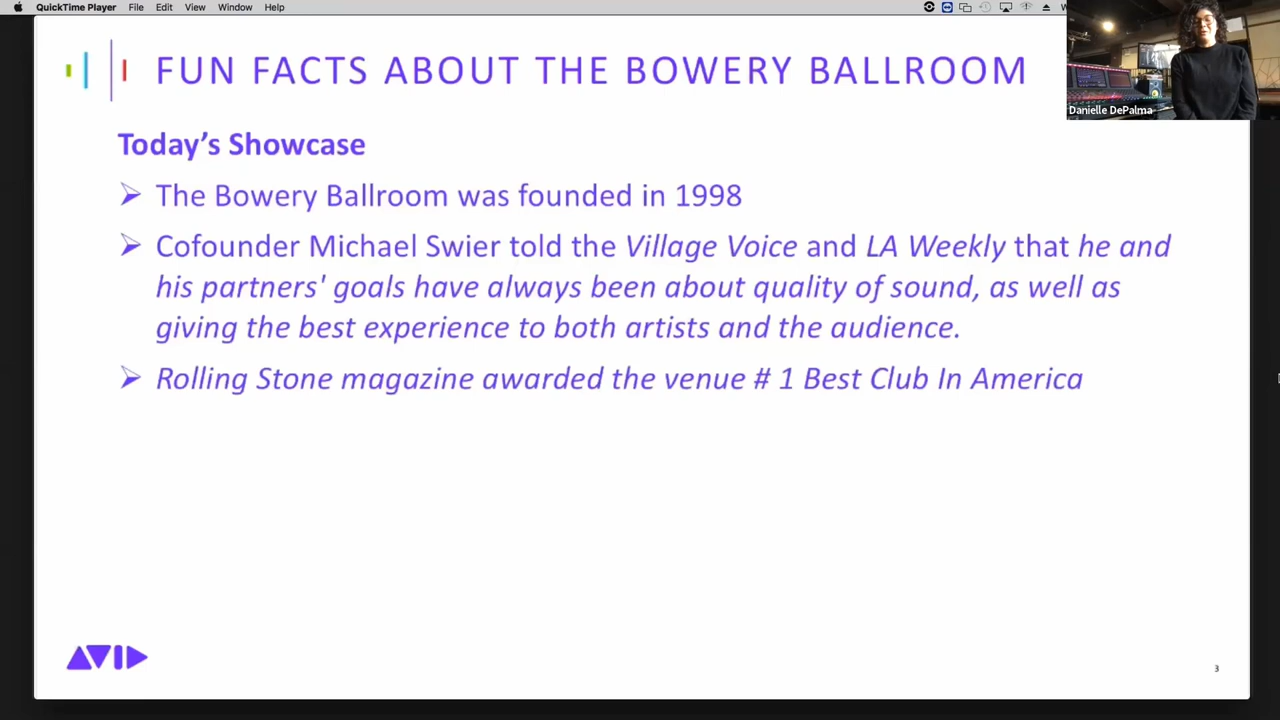 QuickTime Player File Edit View Window Help W
FUN FACTS ABOUT THE BOWERY BALLROOM
Danielle DePalma
Today’s Showcase
The Bowery Ballroom was founded in 1998
Cofounder Michael Swier told the Village Voice and LA Weekly that he and
his partners' goals have always been about quality of sound, as well as
giving the best experience to both artists and the audience.
Rolling Stone magazine awarded the venue # 1 Best Club In America
AVID
3